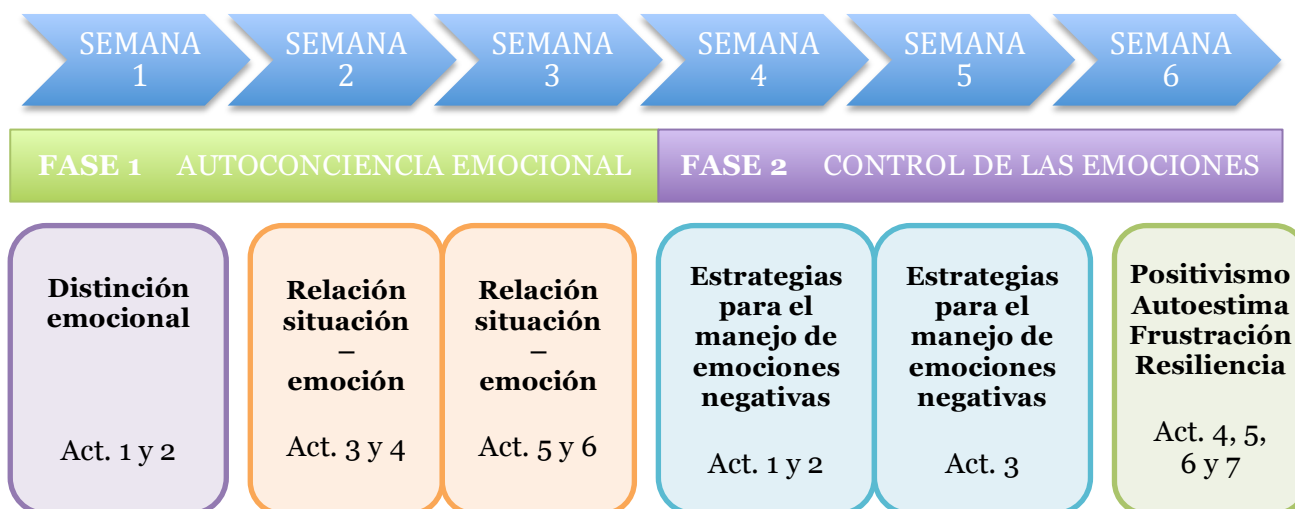 SEMANA
1
SEMANA
2
SEMANA
3
SEMANA
4
SEMANA
5
SEMANA
6
FASE 1 AUTOCONCIENCIA EMOCIONAL
FASE 2 CONTROL DE LAS EMOCIONES
Distinción
emocional
Act. 1 y 2
Relación
situación
–
emoción
Act. 3 y 4
Relación
situación
–
emoción
Act. 5 y 6
Estrategias
para el
manejo de
emociones
negativas
Act. 1 y 2
Estrategias
para el
manejo de
emociones
negativas
Act. 3
Positivismo
Autoestima
Frustración
Resiliencia
Act. 4, 5,
6 y 7